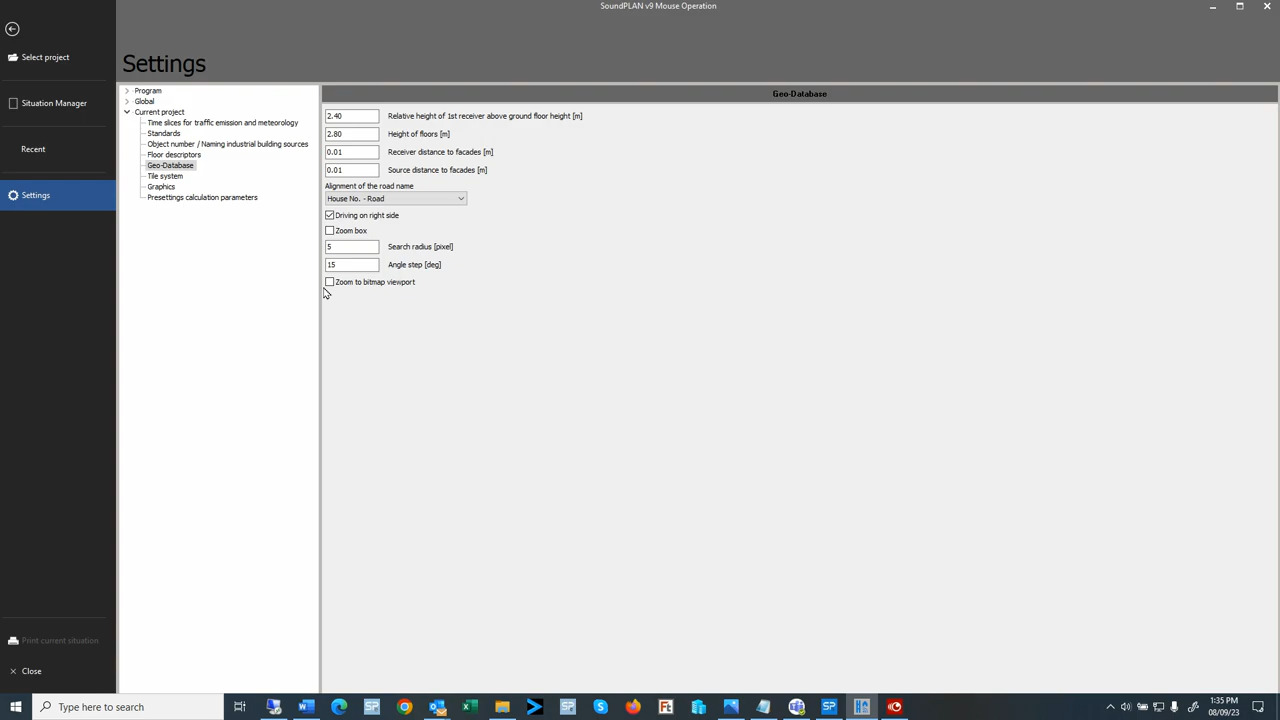 SoundPLAN v9 Mouse Operation
Select project
Situation Manager
Recent
Settings
Print current situation
Close
Settings
Program
Global
Current project
Time slices for traffic emission and meteorology
Standards
Object number / Naming industrial building sources
Floor descriptors
Geo-Database
Tile system
Graphics
Presettings calculation parameters
Geo-Database
2.40 Relative height of 1st receiver above ground floor height [m]
2.80 Height of floors [m]
0.01 Receiver distance to facades [m]
0.01 Source distance to facades [m]
Alignment of the road name
House No. - Road
Driving on right side
Zoom box
5 Search radius [pixel]
15 Angle step [deg]
Zoom to bitmap viewport
Type here to search
1:35 PM
08/09/23